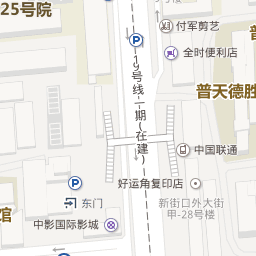 25号院
付军剪艺
全时便利店
19号线一期(在建)
普天德胜
中国联通
好运角复印店
新街口外大街
甲-28号楼
东门
馆
中影国际影城
P
P
P